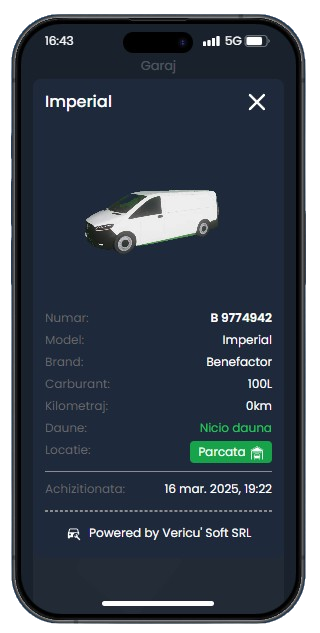 16:43 5G
Garaj
Imperial
Numar: B 9774942
Model: Imperial
Brand: Benefactor
Carburant: 100L
Kilometraj: 0km
Daune: Nicio dauna
Locatie: Parcata
Achizitionata: 16 mar. 2025, 19:22
Powered by Vericu' Soft SRL